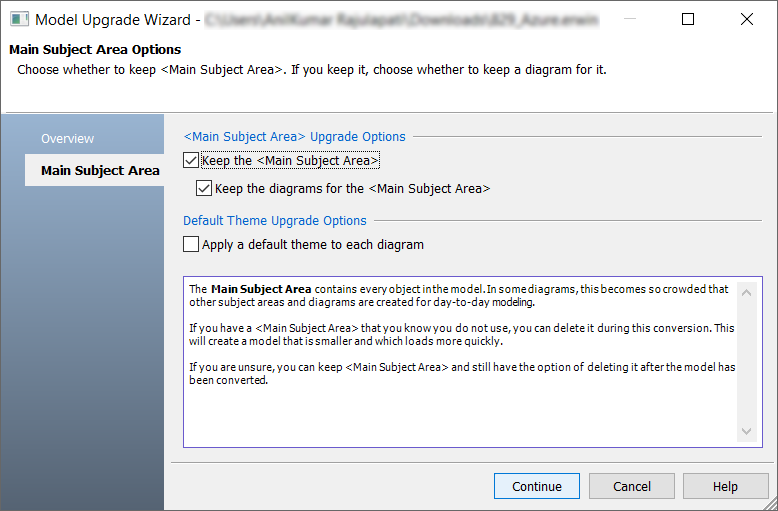 Model Upgrade Wizard -
Main Subject Area Options
Choose whether to keep <Main Subject Area>. If you keep it, choose whether to keep a diagram for it.
Overview
Main Subject Area
<Main Subject Area> Upgrade Options
Keep the <Main Subject Area>
Keep the diagrams for the <Main Subject Area>
Default Theme Upgrade Options
Apply a default theme to each diagram
The Main Subject Area contains every object in the model. In some diagrams, this becomes so crowded that
other subject areas and diagrams are created for day-to-day modeling.
If you have a <Main Subject Area> that you know you do not use, you can delete it during this conversion. This
will create a model that is smaller and which loads more quickly.
If you are unsure, you can keep <Main Subject Area> and still have the option of deleting it after the model has
been converted.
Continue
Cancel
Help